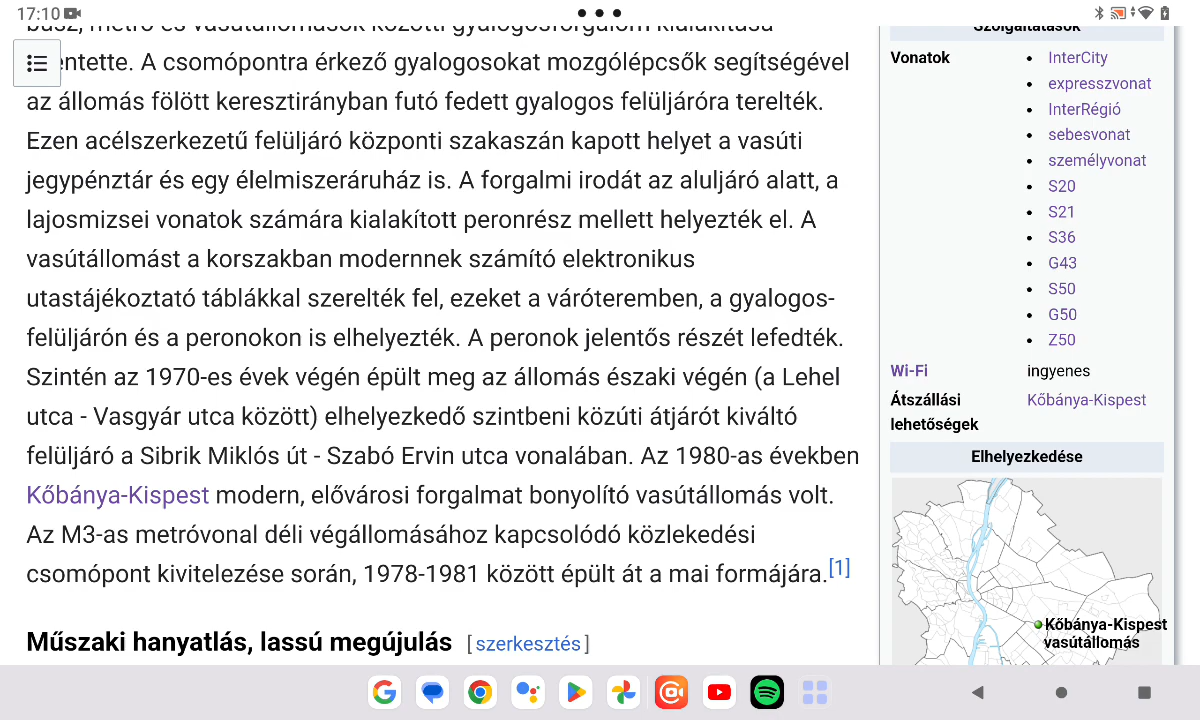 17:10
busz, metró és vasútállomások közötti gyalogosforgalom kialakítása
entette. A csomópontra érkező gyalogosokat mozgólépcsők segítségével
az állomás fölött keresztirányban futó fedett gyalogos felüljáróra terelték.
Ezen acélszerkezetű felüljáró központi szakaszán kapott helyet a vasúti
jegypénztár és egy élelmiszeráruház is. A forgalmi irodát az aluljáró alatt, a
lajosmizsei vonatok számára kialakított peronrész mellett helyezték el. A
vasútállomást a korszakban modernnek számító elektronikus
utastájékoztató táblákkal szerelték fel, ezeket a váróteremben, a gyalogos-
felüljárón és a peronokon is elhelyezték. A peronok jelentős részét lefedték.
Szintén az 1970-es évek végén épült meg az állomás északi végén (a Lehel
utca - Vasgyár utca között) elhelyezkedő szintbeni közúti átjárót kiváltó
felüljáró a Sibrik Miklós út - Szabó Ervin utca vonalában. Az 1980-as években
Kőbánya-Kispest modern, elővárosi forgalmat bonyolító vasútállomás volt.
Az M3-as metróvonal déli végállomásához kapcsolódó közlekedési
csomópont kivitelezése során, 1978-1981 között épült át a mai formájára.[1]
Műszaki hanyatlás, lassú megújulás [szerkesztés]
Szolgáltatások
Vonatok
InterCity
expresszvonat
InterRégió
sebesvonat
személyvonat
S20
S21
S36
G43
S50
G50
Z50
Wi-Fi ingyenes
Átszállási Kőbánya-Kispest
lehetőségek
Elhelyezkedése
Kőbánya-Kispest
vasútállomás